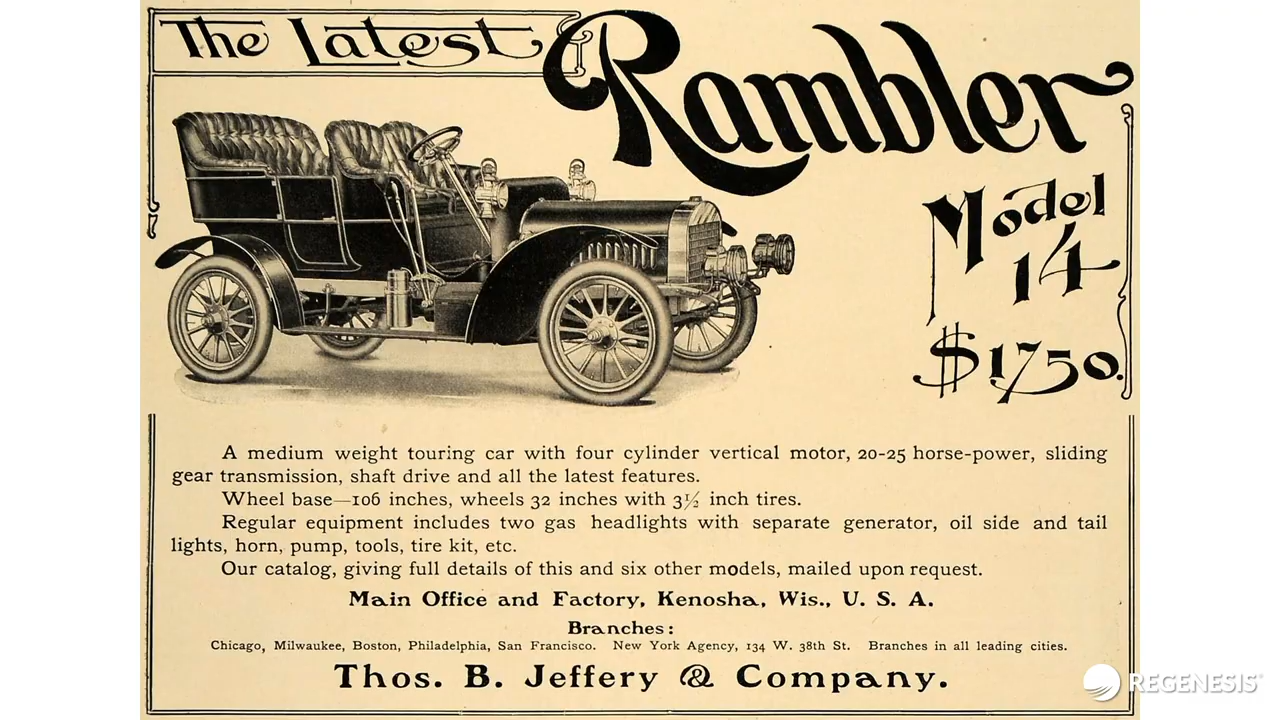 The Latest
Rambler
Model
14
$1750.
A medium weight touring car with four cylinder vertical motor, 20-25 horse-power, sliding
gear transmission, shaft drive and all the latest features.
Wheel base—106 inches, wheels 32 inches with 3½ inch tires.
Regular equipment includes two gas headlights with separate generator, oil side and tail
lights, horn, pump, tools, tire kit, etc.
Our catalog, giving full details of this and six other models, mailed upon request.
Main Office and Factory, Kenosha, Wis., U. S. A.
Branches:
Chicago, Milwaukee, Boston, Philadelphia, San Francisco. New York Agency, 134 W. 38th St. Branches in all leading cities.
Thos. B. Jeffery & Company.
REGENESIS